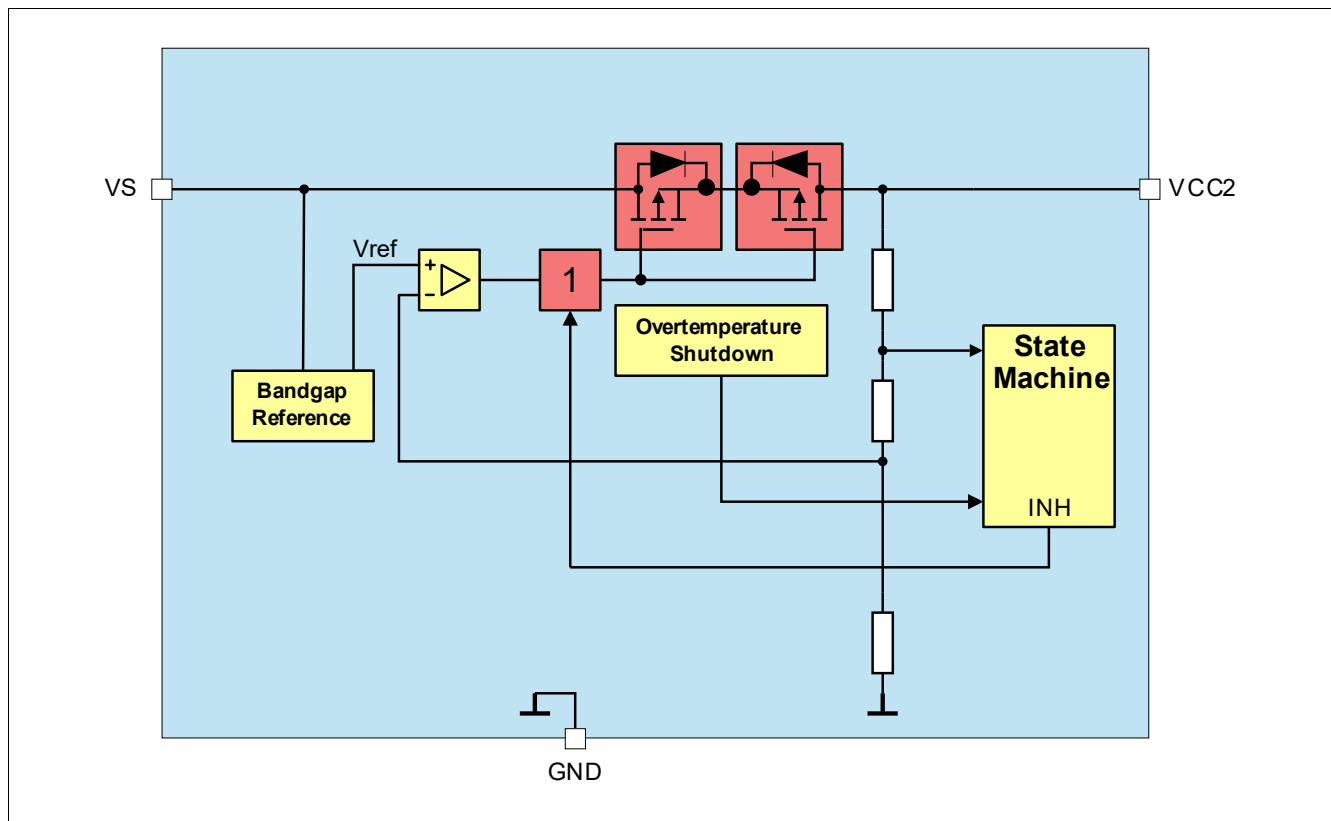 VS
VCC2
Vref
+
-
1
Overtemperature
Shutdown
State
Machine
Bandgap
Reference
INH
GND